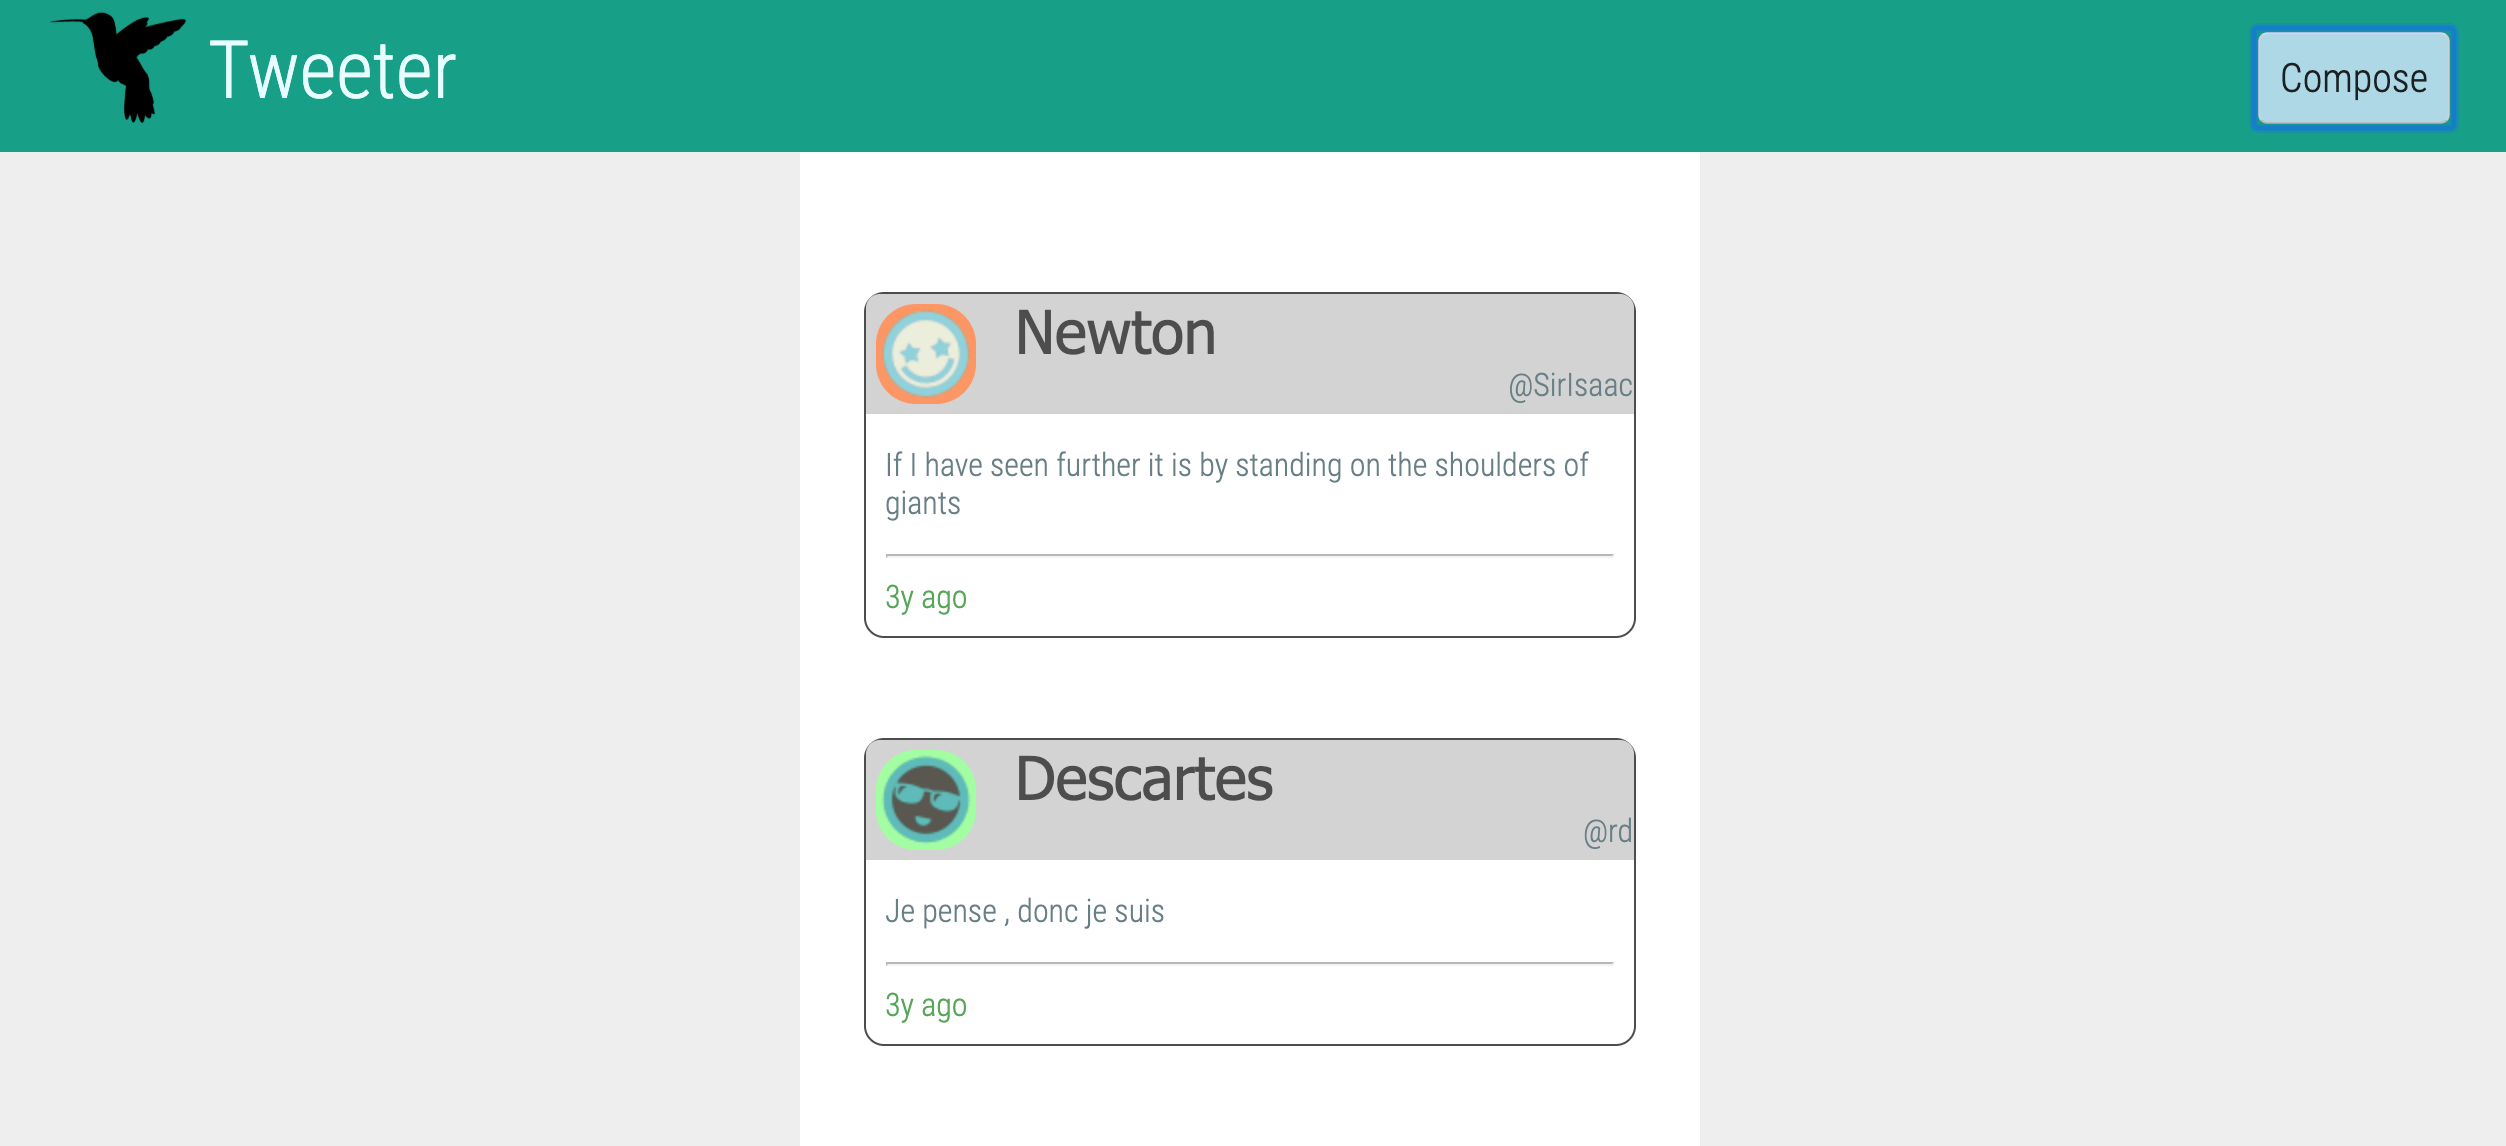 Tweeter
Compose
Newton
@SirIsaac
If I have seen further it is by standing on the shoulders of
giants
3y ago
Descartes
@rd
Je pense , donc je suis
3y ago